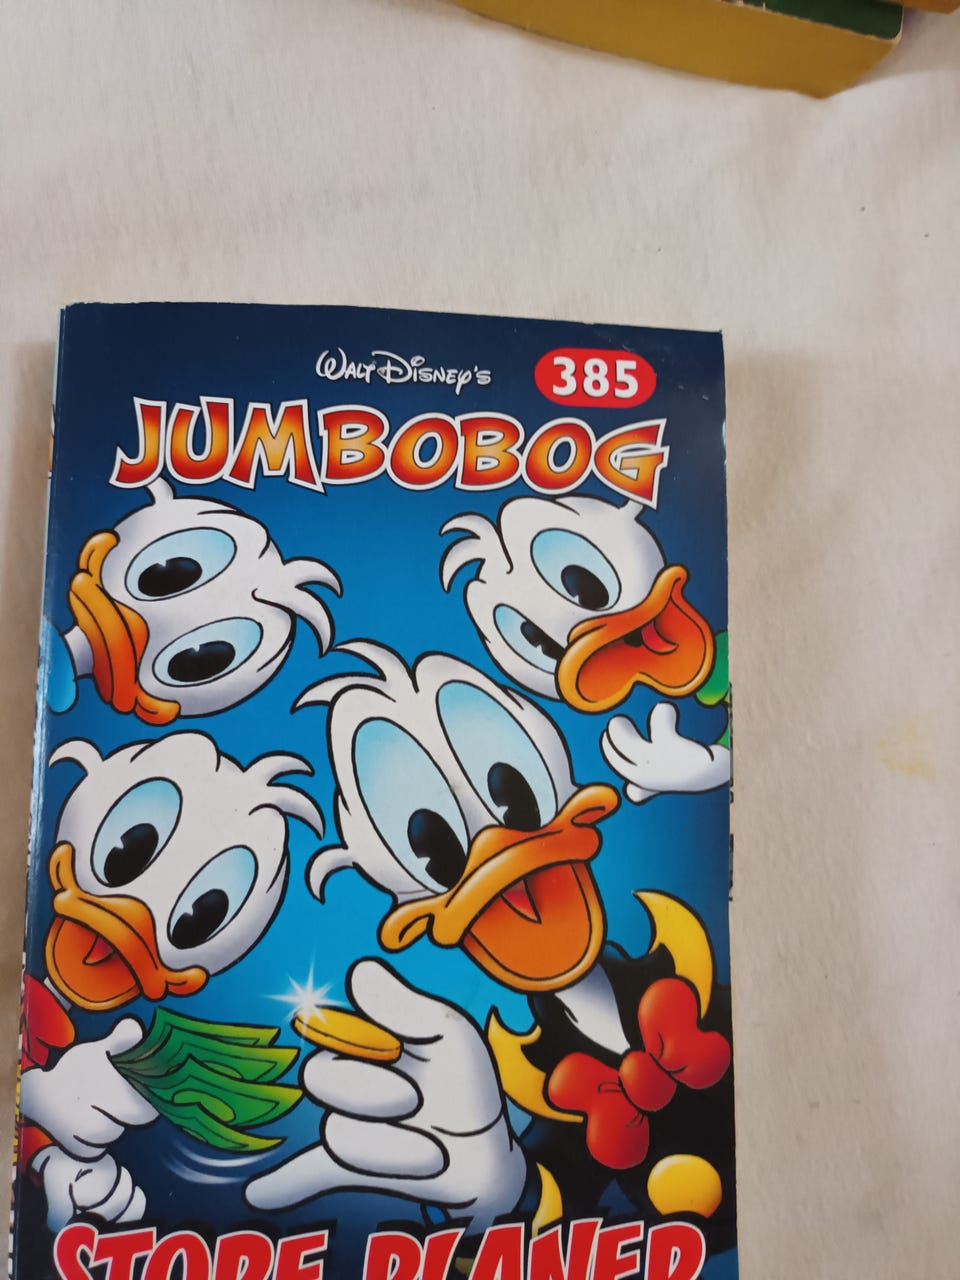 WALT DISNEY'S
385
JUMBOBOG
STORE PLANER